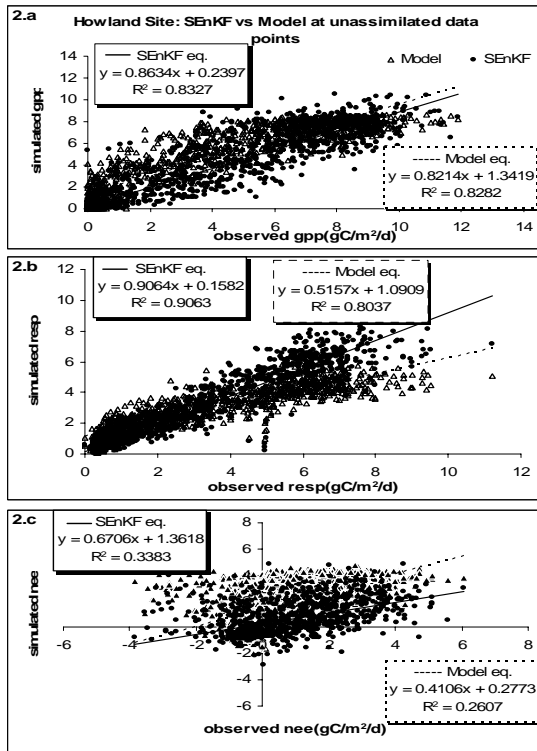 2.a
Howland Site: SEnKF vs Model at unassimilated data
points
SEnKF eq.
y = 0.8634x + 0.2397
R² = 0.8327
Model
SEnKF
Model eq.
y = 0.8214x + 1.3419
R² = 0.8282
simulated gpp
14
12
10
8
6
4
2
0
0 2 4 6 8 10 12 14
observed gpp(gC/m²/d)
2.b
SEnKF eq.
y = 0.9064x + 0.1582
R² = 0.9063
Model eq.
y = 0.5157x + 1.0909
R² = 0.8037
simulated resp
12
10
8
6
4
2
0
0 2 4 6 8 10 12
observed resp(gC/m²/d)
2.c
SEnKF eq.
y = 0.6706x + 1.3618
R² = 0.3383
simulated nee
8
6
4
2
0
-2
-4
-6
-6 -4 -2 0 2 4 6 8
Model eq.
y = 0.4106x + 0.2773
R² = 0.2607
observed nee(gC/m²/d)